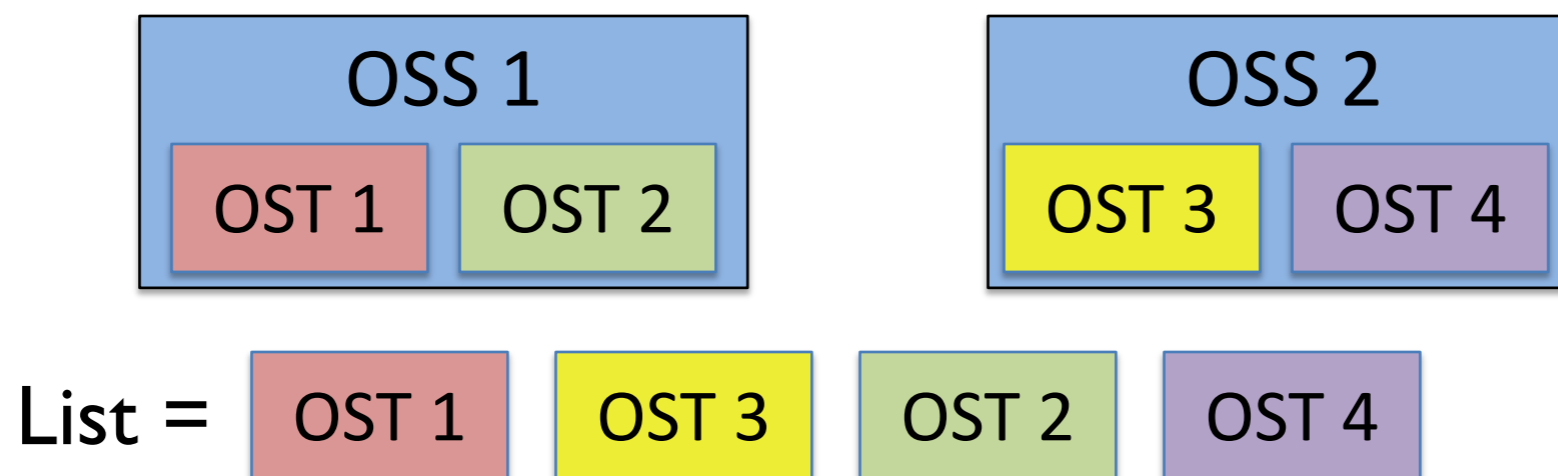 OSS 1 OSS 2
OST 1 OST 2 OST 3 OST 4
List = OST 1 OST 3 OST 2 OST 4